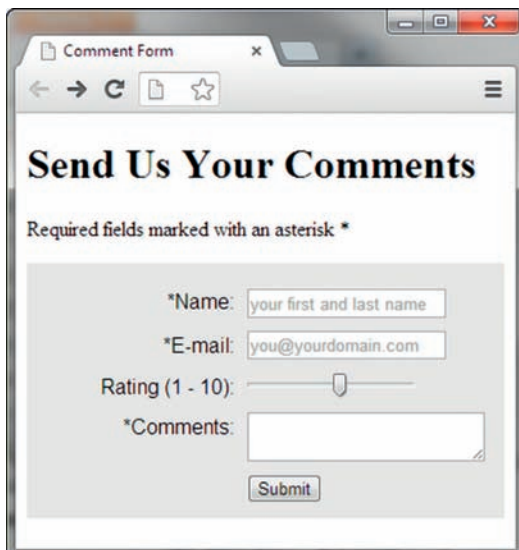 Comment Form
Send Us Your Comments
Required fields marked with an asterisk *
*Name: your first and last name
*E-mail: you@yourdomain.com
Rating (1 - 10):
*Comments:
Submit